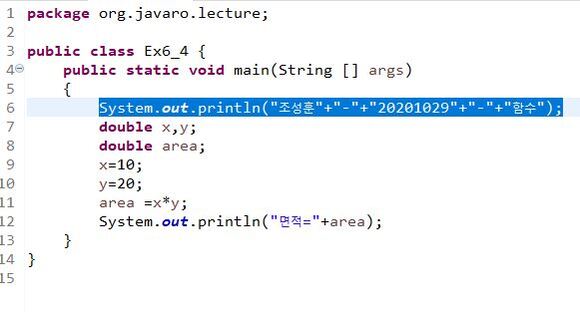 1 package org.javaro.lecture;
2
3 public class Ex6_4 {
4 public static void main(String [] args)
5 {
6 System.out.println("조성훈"+"-"+"20201029"+"-"+"함수");
7 double x,y;
8 double area;
9 x=10;
10 y=20;
11 area =x*y;
12 System.out.println("면적="+area);
13 }
14 }
15